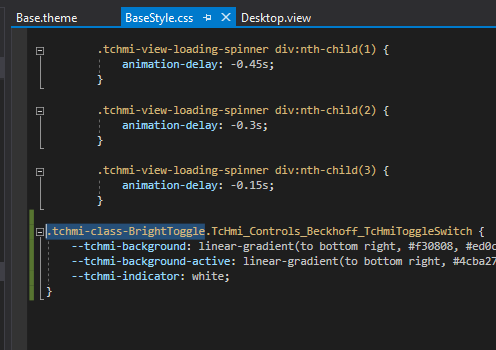 Base.theme BaseStyle.css Desktop.view
.tchmi-view-loading-spinner div:nth-child(1) {
animation-delay: -0.45s;
}
.tchmi-view-loading-spinner div:nth-child(2) {
animation-delay: -0.3s;
}
.tchmi-view-loading-spinner div:nth-child(3) {
animation-delay: -0.15s;
}
.tchmi-class-BrightToggle.TcHmi_Controls_Beckhoff_TcHmiToggleSwitch {
--tchmi-background: linear-gradient(to bottom right, #f30808, #ed0c
--tchmi-background-active: linear-gradient(to bottom right, #4cba27
--tchmi-indicator: white;
}